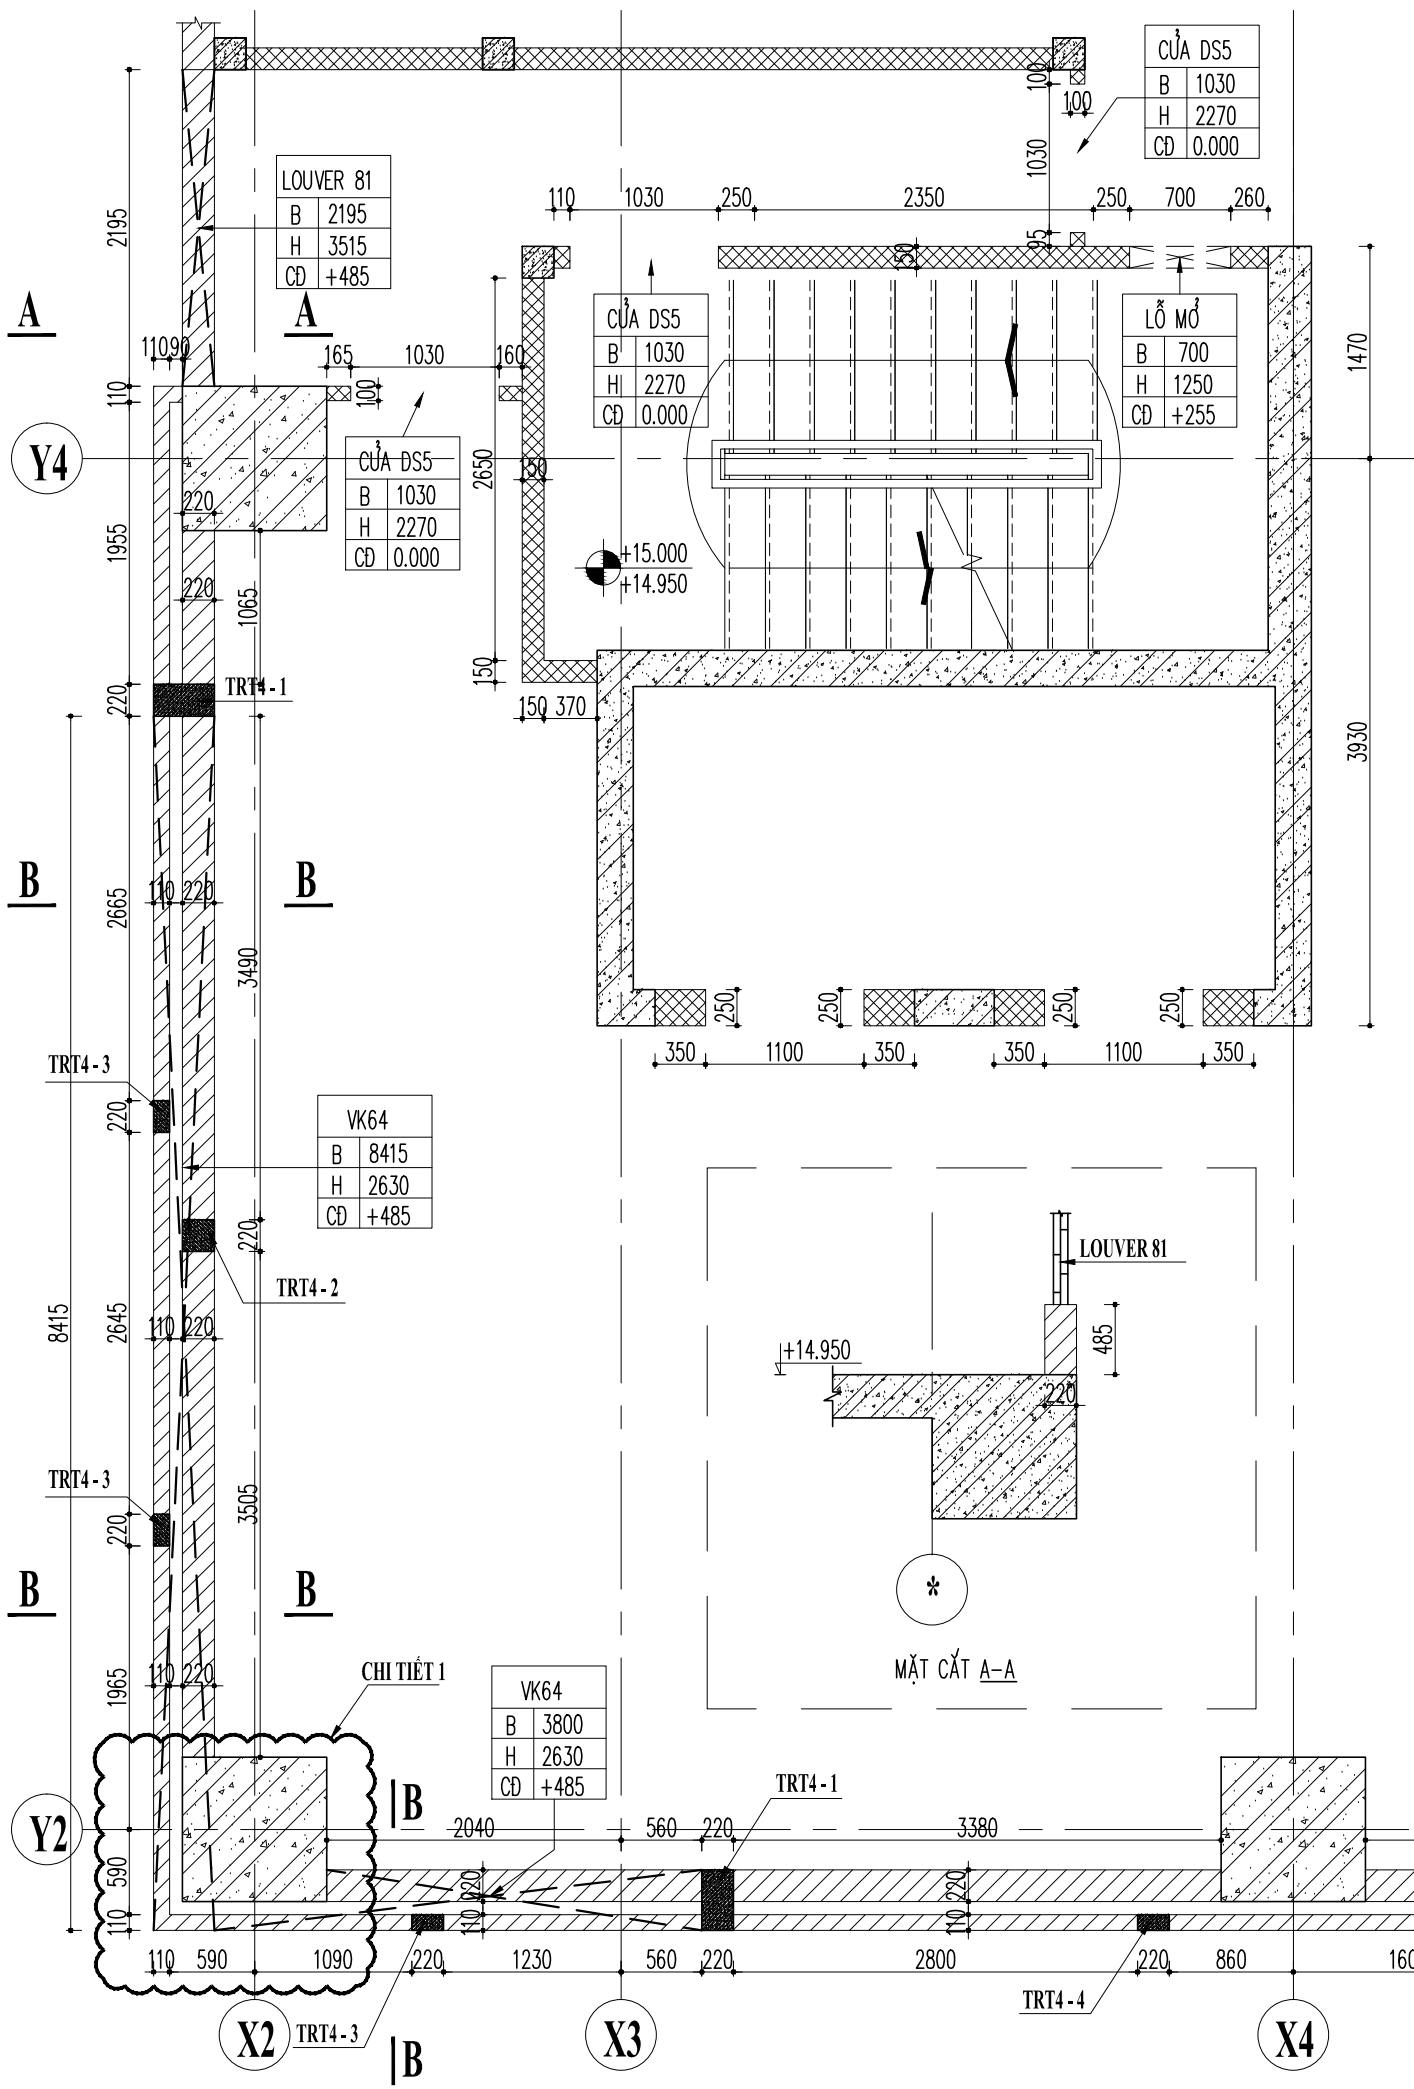 CỬA DS5
B 1030
H 2270
CĐ 0.000
100
100
1030
95
LOUVER 81
B 2195
H 3515
CĐ +485
2195
110 1030 250 2350 250 700 260
150
A A
CỬA DS5
B 1030
H 2270
CĐ 0.000
LỖ MỞ
B 700
H 1250
CĐ +255
1470
110 90
165 1030 160
110
100
Y4
CỬA DS5
B 1030
H 2270
CĐ 0.000
2650
150
220
1955
+15.000
+14.950
220
1065
150
220
TRT4 - 1
150 370
3930
B B
2665
110 220
3490
250 250 250 250
350 1100 350 350 1100 350
TRT4 - 3
220
VK64
B 8415
H 2630
CĐ +485
220
TRT4 - 2
LOUVER 81
8415
2645
110 220
485
+14.950
220
TRT4 - 3
220
3505
*
B B
MẶT CẮT A-A
1965
110 220
CHI TIẾT 1
VK64
B 3800
H 2630
CĐ +485
B
TRT4 - 1
Y2
2040 560 220 3380
590
220
220
110
110
110
110 590 1090 220 1230 560 220 2800 220 860 160
TRT4 - 4
X2 X3 X4
TRT4 - 3
B